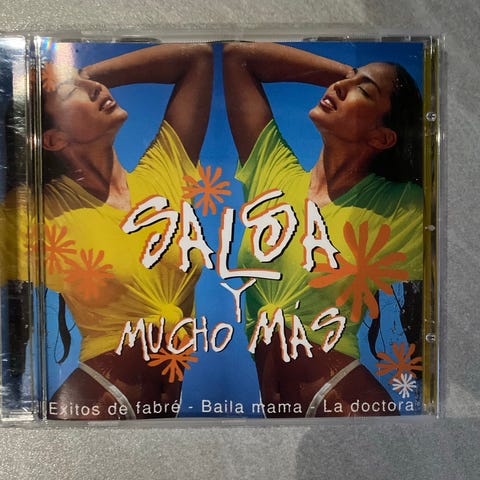 SALSA
Y
MUCHO MÁS
Exitos de fabré - Baila mama - La doctora